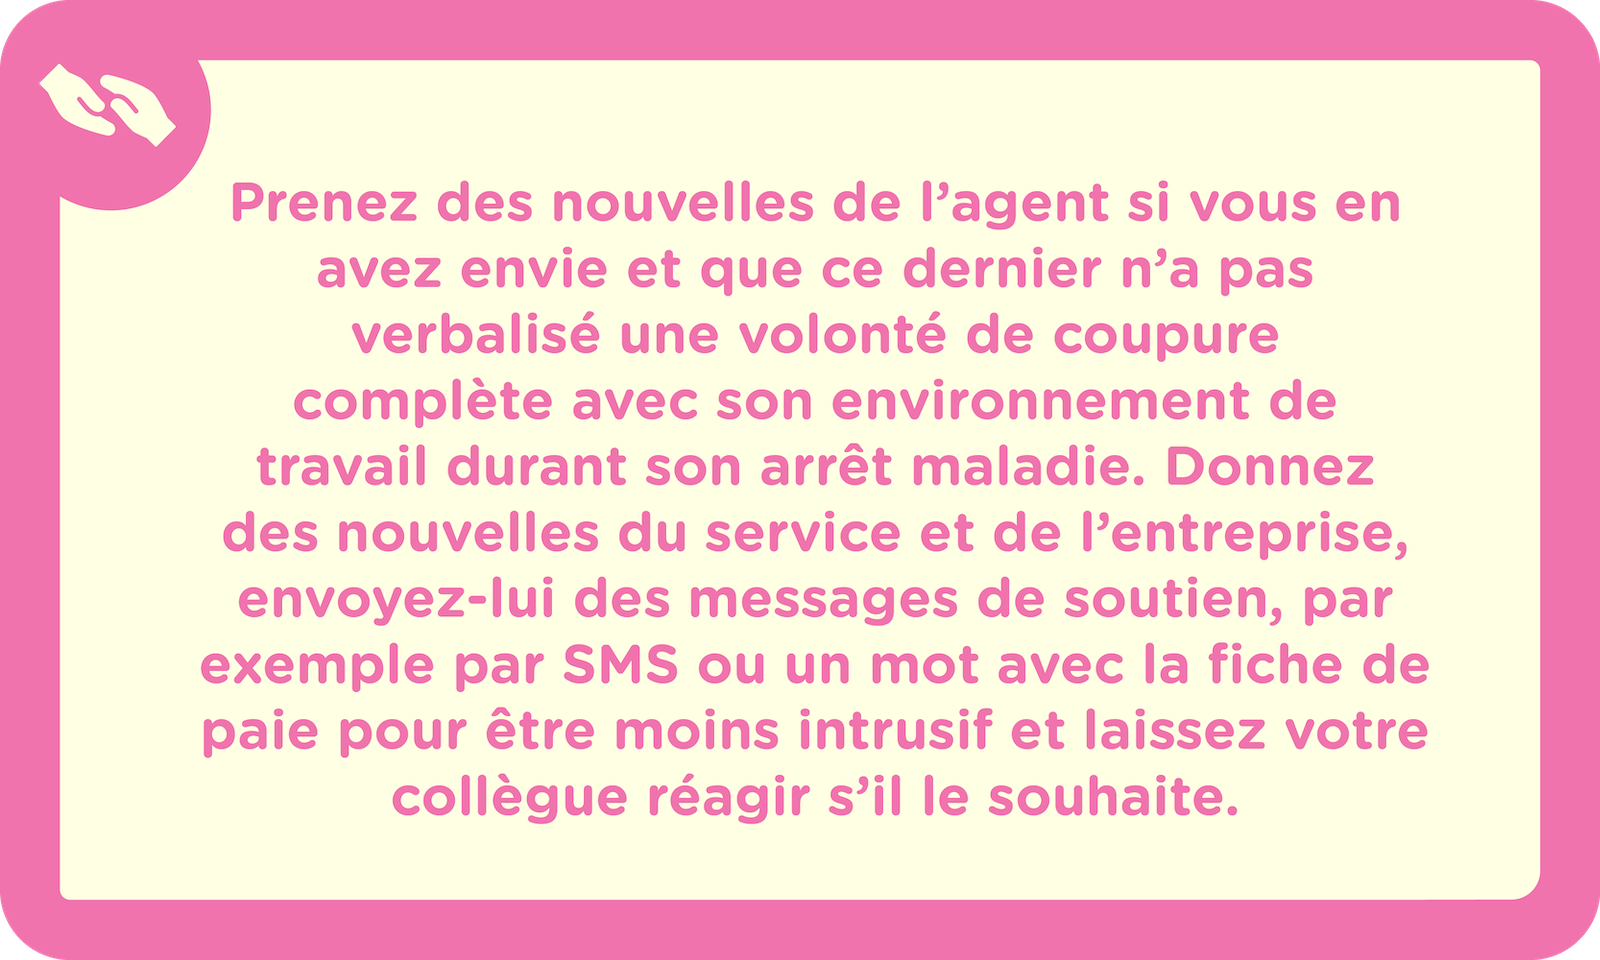 Prenez des nouvelles de l’agent si vous en
avez envie et que ce dernier n’a pas
verbalisé une volonté de coupure
complète avec son environnement de
travail durant son arrêt maladie. Donnez
des nouvelles du service et de l’entreprise,
envoyez-lui des messages de soutien, par
exemple par SMS ou un mot avec la fiche de
paie pour être moins intrusif et laissez votre
collègue réagir s’il le souhaite.